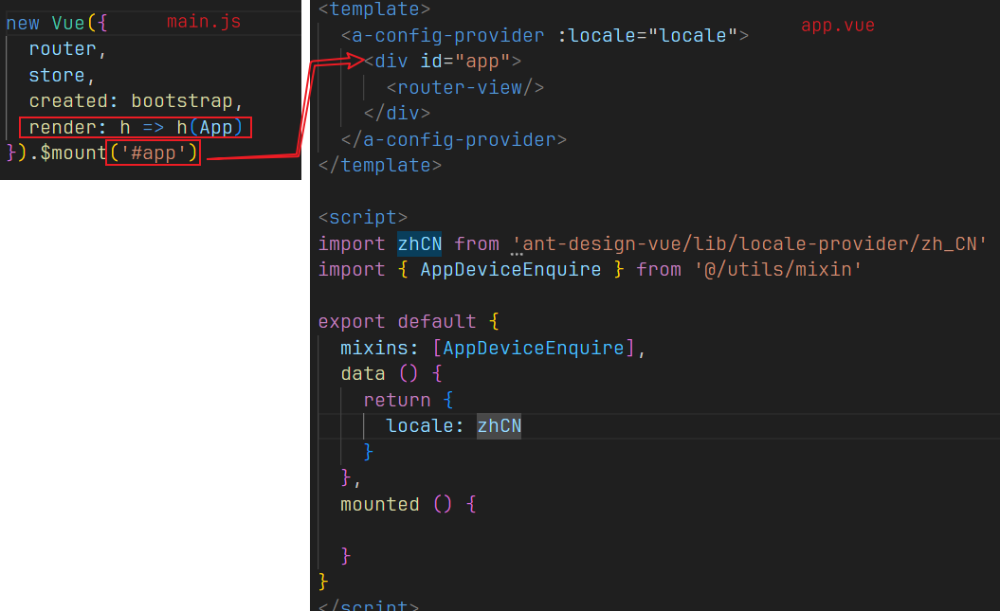 new Vue({
main.js
router,
store,
created: bootstrap,
render: h => h(App)
}).$mount('#app')
<template>
app.vue
<a-config-provider :locale="locale">
<div id="app">
<router-view/>
</div>
</a-config-provider>
</template>
<script>
import zhCN from 'ant-design-vue/lib/locale-provider/zh_CN'
import { AppDeviceEnquire } from '@/utils/mixin'
export default {
mixins: [AppDeviceEnquire],
data () {
return {
locale: zhCN
}
},
mounted () {
}
}
</script>